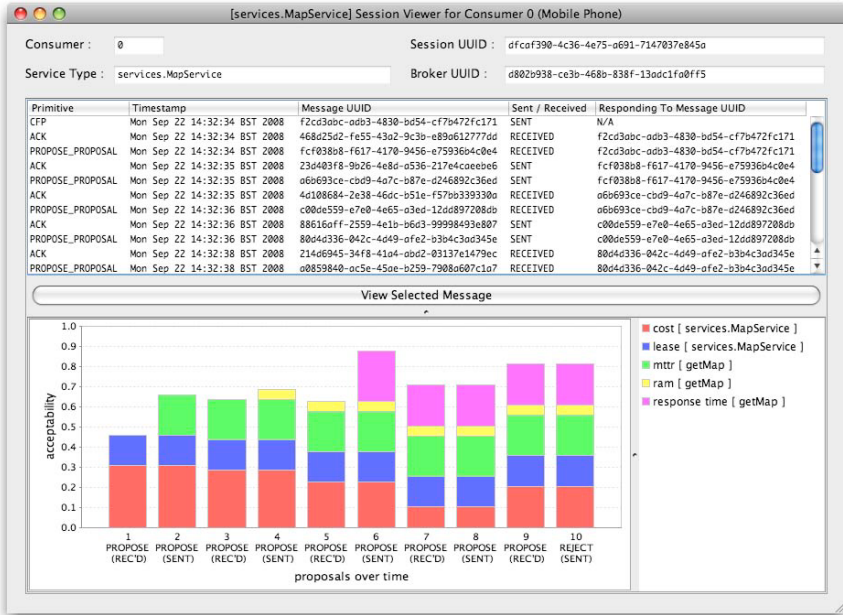 [services.MapService] Session Viewer for Consumer 0 (Mobile Phone)
Consumer : 0 Session UUID : dfcaf390-4c36-4e75-a691-7147037e845a
Service Type : services.MapService Broker UUID : d802b938-ce3b-468b-838f-13adc1fa0ff5
Primitive Timestamp Message UUID Sent / Received Responding To Message UUID
CFP Mon Sep 22 14:32:34 BST 2008 f2cd3abc-adb3-4830-bd54-cf7b472fc171 SENT N/A
ACK Mon Sep 22 14:32:34 BST 2008 468d25d2-fe55-43a2-9c3b-e89a612777dd RECEIVED f2cd3abc-adb3-4830-bd54-cf7b472fc171
PROPOSE_PROPOSAL Mon Sep 22 14:32:34 BST 2008 fcf038b8-f617-4170-9456-e75936b4c0e4 RECEIVED f2cd3abc-adb3-4830-bd54-cf7b472fc171
ACK Mon Sep 22 14:32:35 BST 2008 23d403f8-9b26-4e8d-a536-217e4caeebe6 SENT fcf038b8-f617-4170-9456-e75936b4c0e4
PROPOSE_PROPOSAL Mon Sep 22 14:32:35 BST 2008 a6b693ce-cbd9-4a7c-b87e-d246892c36ed SENT fcf038b8-f617-4170-9456-e75936b4c0e4
ACK Mon Sep 22 14:32:35 BST 2008 4d108684-2e38-46dc-b51e-f57bb339330a RECEIVED a6b693ce-cbd9-4a7c-b87e-d246892c36ed
PROPOSE_PROPOSAL Mon Sep 22 14:32:36 BST 2008 c00de559-e7e0-4e65-a3ed-12dd897208db RECEIVED a6b693ce-cbd9-4a7c-b87e-d246892c36ed
ACK Mon Sep 22 14:32:36 BST 2008 88616aff-2559-4e1b-b6d3-99998493e807 SENT c00de559-e7e0-4e65-a3ed-12dd897208db
PROPOSE_PROPOSAL Mon Sep 22 14:32:36 BST 2008 80d4d336-042c-4d49-afe2-b3b4c3ad345e SENT c00de559-e7e0-4e65-a3ed-12dd897208db
ACK Mon Sep 22 14:32:38 BST 2008 214d6945-34f8-41a4-abd2-03137e1479ec RECEIVED 80d4d336-042c-4d49-afe2-b3b4c3ad345e
PROPOSE_PROPOSAL Mon Sep 22 14:32:38 BST 2008 a0859840-ac5e-45ae-b259-7908a607c1a7 RECEIVED 80d4d336-042c-4d49-afe2-b3b4c3ad345e
View Selected Message
1.0
0.9
0.8
0.7
0.6
0.5
0.4
0.3
0.2
0.1
0.0
acceptability
1 2 3 4 5 6 7 8 9 10
PROPOSE PROPOSE PROPOSE PROPOSE PROPOSE PROPOSE PROPOSE PROPOSE PROPOSE REJECT
(REC'D) (SENT) (REC'D) (SENT) (REC'D) (SENT) (REC'D) (SENT) (REC'D) (SENT)
proposals over time
cost [ services.MapService ]
lease [ services.MapService ]
mttr [ getMap ]
ram [ getMap ]
response time [ getMap ]